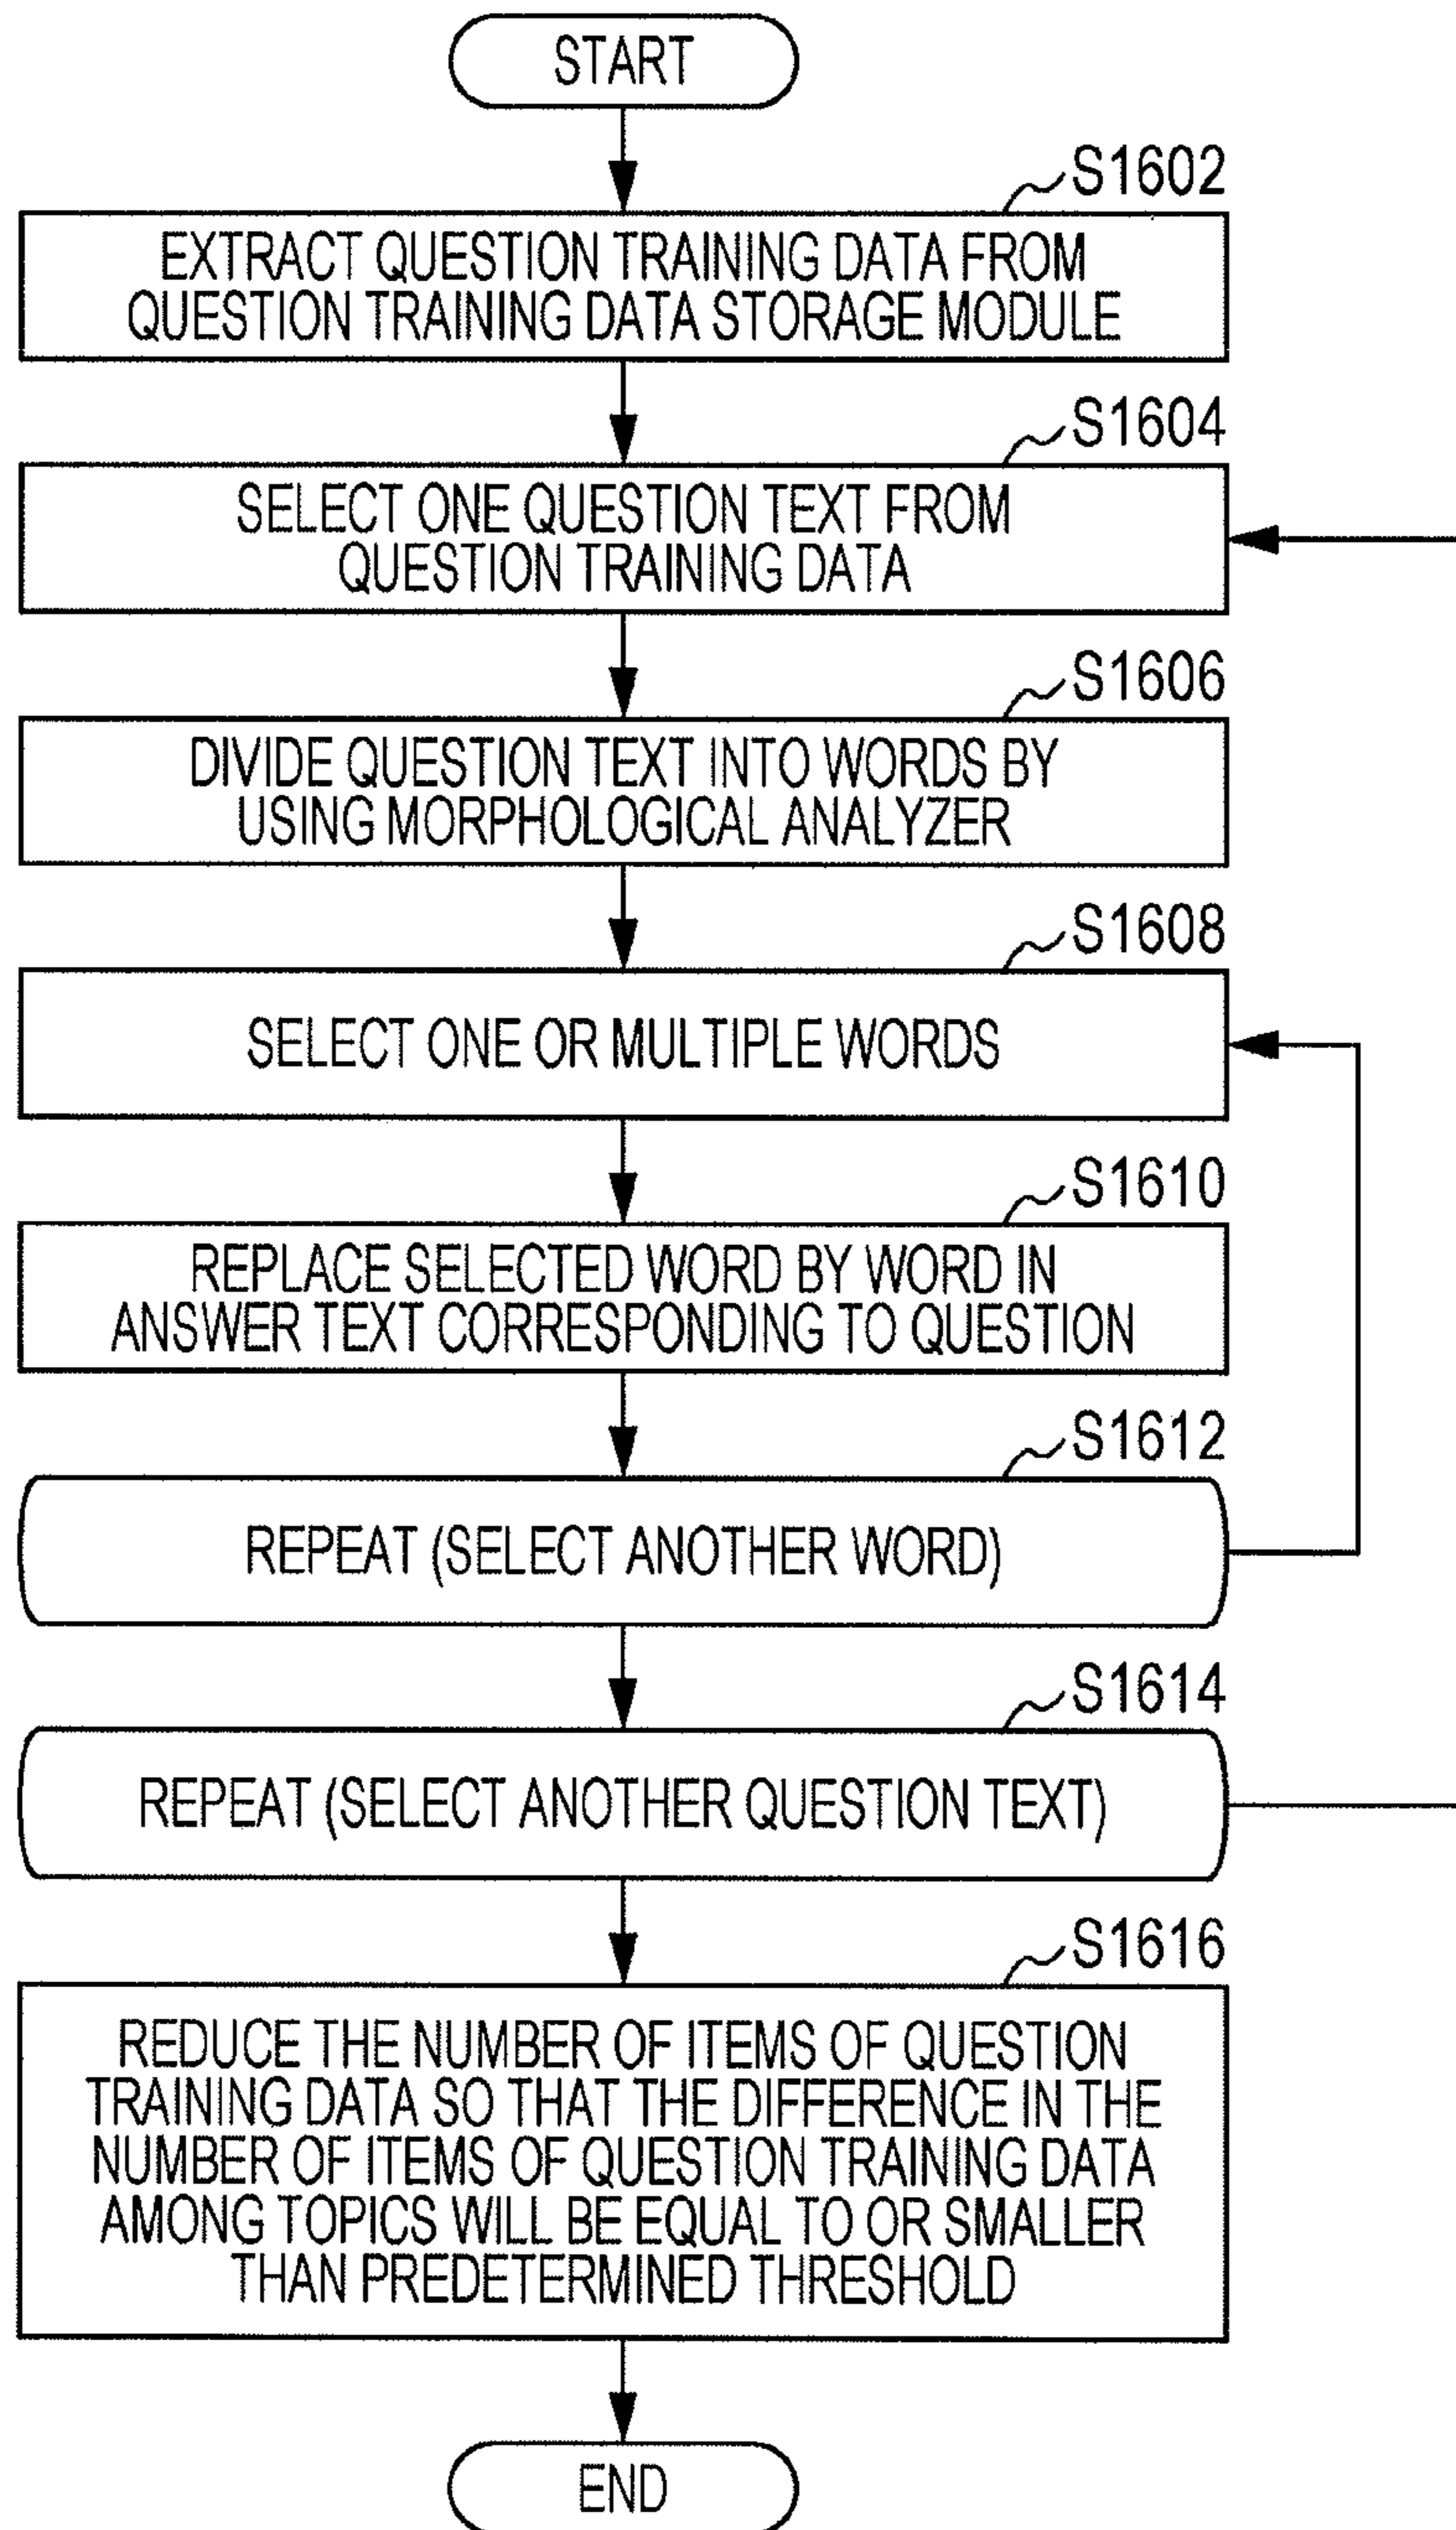 START
S1602
EXTRACT QUESTION TRAINING DATA FROM
QUESTION TRAINING DATA STORAGE MODULE
S1604
SELECT ONE QUESTION TEXT FROM
QUESTION TRAINING DATA
S1606
DIVIDE QUESTION TEXT INTO WORDS BY
USING MORPHOLOGICAL ANALYZER
S1608
SELECT ONE OR MULTIPLE WORDS
S1610
REPLACE SELECTED WORD BY WORD IN
ANSWER TEXT CORRESPONDING TO QUESTION
S1612
REPEAT (SELECT ANOTHER WORD)
S1614
REPEAT (SELECT ANOTHER QUESTION TEXT)
S1616
REDUCE THE NUMBER OF ITEMS OF QUESTION
TRAINING DATA SO THAT THE DIFFERENCE IN THE
NUMBER OF ITEMS OF QUESTION TRAINING DATA
AMONG TOPICS WILL BE EQUAL TO OR SMALLER
THAN PREDETERMINED THRESHOLD
END